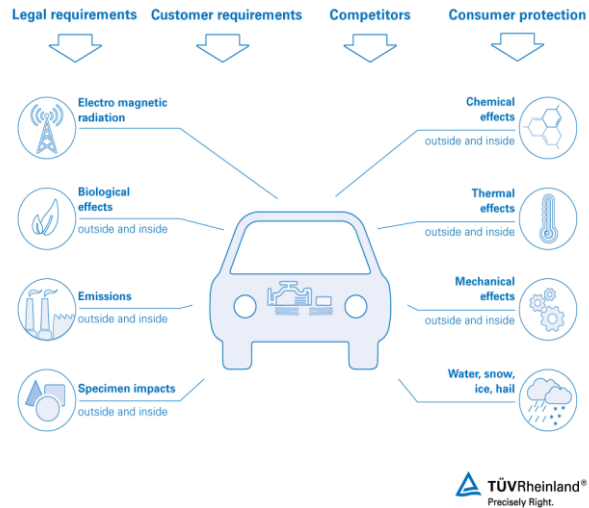 Legal requirements
Customer requirements
Competitors
Consumer protection
Electro magnetic
radiation
Chemical
effects
outside and inside
Biological
effects
outside and inside
Thermal
effects
outside and inside
Emissions
outside and inside
Mechanical
effects
outside and inside
Specimen impacts
outside and inside
Water, snow,
ice, hail
TÜVRheinland®
Precisely Right.